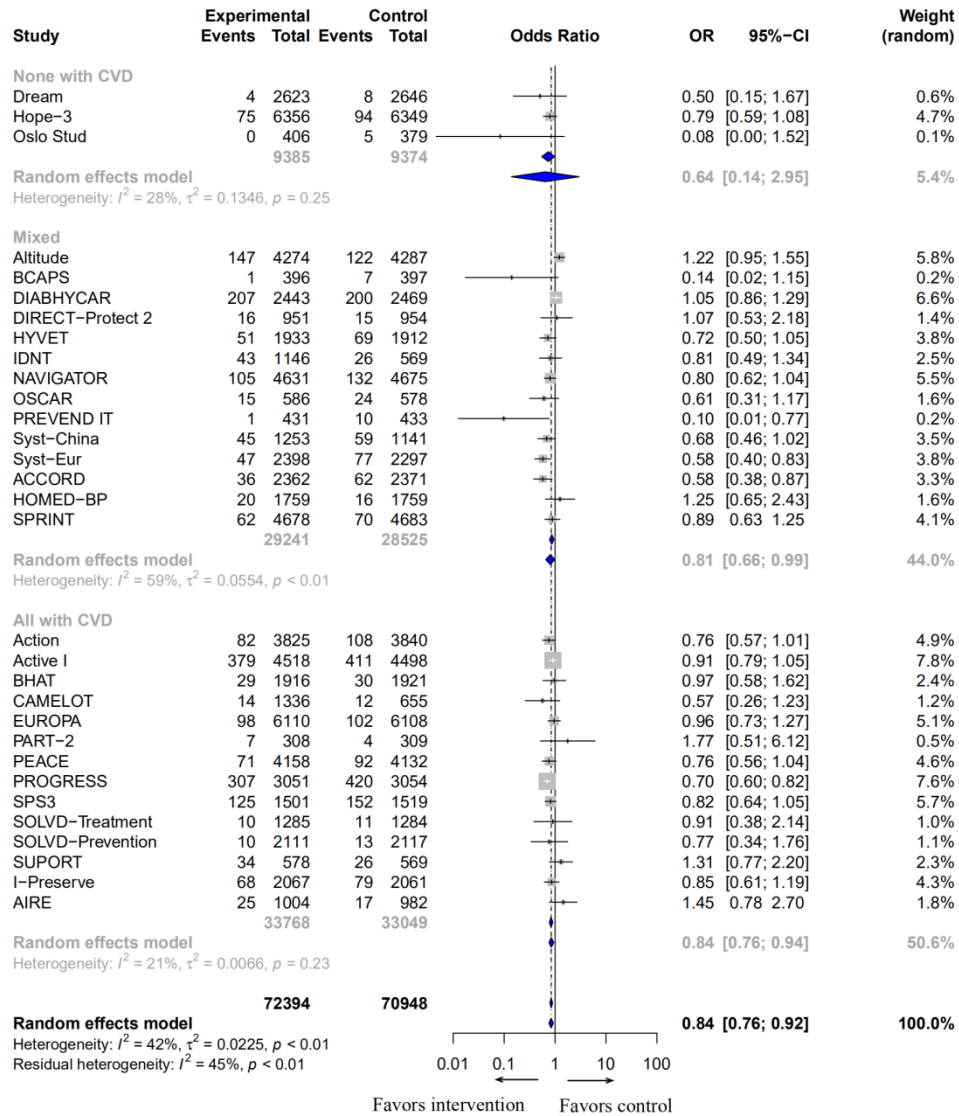 Experimental Control Weight
Study Events Total Events Total Odds Ratio OR 95%−CI (random)
None with CVD
Dream 4 2623 8 2646 0.50 [0.15; 1.67] 0.6%
Hope−3 75 6356 94 6349 0.79 [0.59; 1.08] 4.7%
Oslo Stud 0 406 5 379 0.08 [0.00; 1.52] 0.1%
9385 9374
Random effects model 0.64 [0.14; 2.95] 5.4%
Heterogeneity: I² = 28%, τ² = 0.1346, p = 0.25
Mixed
Altitude 147 4274 122 4287 1.22 [0.95; 1.55] 5.8%
BCAPS 1 396 7 397 0.14 [0.02; 1.15] 0.2%
DIABHYCAR 207 2443 200 2469 1.05 [0.86; 1.29] 6.6%
DIRECT−Protect 2 16 951 15 954 1.07 [0.53; 2.18] 1.4%
HYVET 51 1933 69 1912 0.72 [0.50; 1.05] 3.8%
IDNT 43 1146 26 569 0.81 [0.49; 1.34] 2.5%
NAVIGATOR 105 4631 132 4675 0.80 [0.62; 1.04] 5.5%
OSCAR 15 586 24 578 0.61 [0.31; 1.17] 1.6%
PREVEND IT 1 431 10 433 0.10 [0.01; 0.77] 0.2%
Syst−China 45 1253 59 1141 0.68 [0.46; 1.02] 3.5%
Syst−Eur 47 2398 77 2297 0.58 [0.40; 0.83] 3.8%
ACCORD 36 2362 62 2371 0.58 [0.38; 0.87] 3.3%
HOMED−BP 20 1759 16 1759 1.25 [0.65; 2.43] 1.6%
SPRINT 62 4678 70 4683 0.89 0.63 1.25 4.1%
29241 28525
Random effects model 0.81 [0.66; 0.99] 44.0%
Heterogeneity: I² = 59%, τ² = 0.0554, p < 0.01
All with CVD
Action 82 3825 108 3840 0.76 [0.57; 1.01] 4.9%
Active I 379 4518 411 4498 0.91 [0.79; 1.05] 7.8%
BHAT 29 1916 30 1921 0.97 [0.58; 1.62] 2.4%
CAMELOT 14 1336 12 655 0.57 [0.26; 1.23] 1.2%
EUROPA 98 6110 102 6108 0.96 [0.73; 1.27] 5.1%
PART−2 7 308 4 309 1.77 [0.51; 6.12] 0.5%
PEACE 71 4158 92 4132 0.76 [0.56; 1.04] 4.7%
PROGRESS 307 3051 420 3054 0.70 [0.60; 0.82] 7.6%
SPS3 125 1501 152 1519 0.82 [0.64; 1.05] 5.7%
SOLVD−Treatment 10 1285 11 1284 0.91 [0.38; 2.14] 1.0%
SOLVD−Prevention 10 2111 13 2117 0.77 [0.34; 1.76] 1.1%
SUPORT 34 578 26 569 1.31 [0.77; 2.20] 2.3%
I−Preserve 68 2067 79 2061 0.85 [0.61; 1.19] 4.3%
AIRE 25 1004 17 982 1.45 0.78 2.70 1.8%
33768 33049
Random effects model 0.84 [0.76; 0.94] 50.6%
Heterogeneity: I² = 21%, τ² = 0.0066, p = 0.23
72394 70948
Random effects model 0.84 [0.76; 0.92] 100.0%
Heterogeneity: I² = 42%, τ² = 0.0225, p < 0.01
Residual heterogeneity: I² = 45%, p < 0.01
0.01 0.1 1 10 100
Favors intervention Favors control